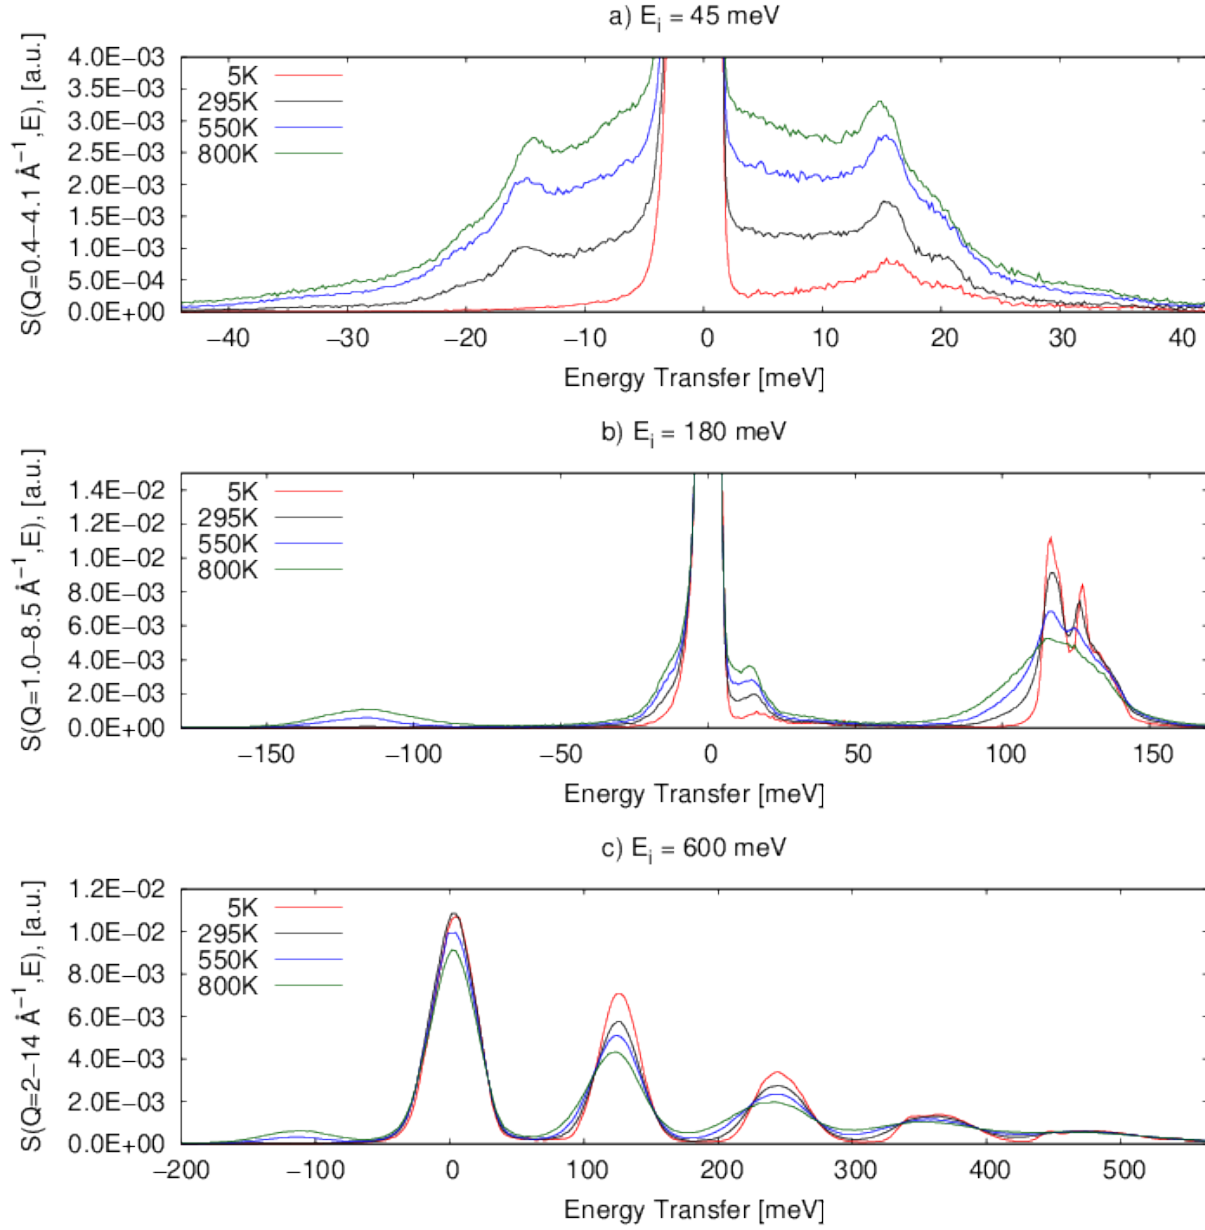 a) Ei = 45 meV
S(Q=0.4−4.1 Å−1,E), [a.u.]
4.0E−03
3.5E−03
3.0E−03
2.5E−03
2.0E−03
1.5E−03
1.0E−03
5.0E−04
0.0E+00
5K
295K
550K
800K
−40 −30 −20 −10 0 10 20 30 40
Energy Transfer [meV]
b) Ei = 180 meV
S(Q=1.0−8.5 Å−1,E), [a.u.]
1.4E−02
1.2E−02
1.0E−02
8.0E−03
6.0E−03
4.0E−03
2.0E−03
0.0E+00
5K
295K
550K
800K
−150 −100 −50 0 50 100 150
Energy Transfer [meV]
c) Ei = 600 meV
S(Q=2−14 Å−1,E), [a.u.]
1.2E−02
1.0E−02
8.0E−03
6.0E−03
4.0E−03
2.0E−03
0.0E+00
5K
295K
550K
800K
−200 −100 0 100 200 300 400 500
Energy Transfer [meV]